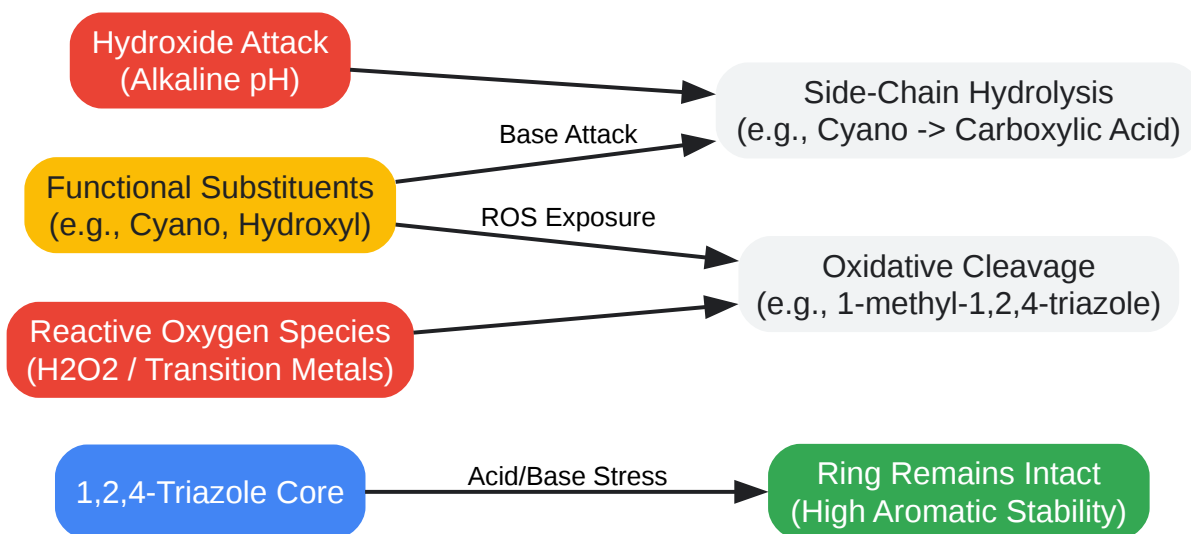 Hydroxide Attack
(Alkaline pH)
Side-Chain Hydrolysis
(e.g., Cyano -> Carboxylic Acid)
Base Attack
Functional Substituents
(e.g., Cyano, Hydroxyl)
ROS Exposure
Oxidative Cleavage
(e.g., 1-methyl-1,2,4-triazole)
Reactive Oxygen Species
(H2O2 / Transition Metals)
1,2,4-Triazole Core
Acid/Base Stress
Ring Remains Intact
(High Aromatic Stability)